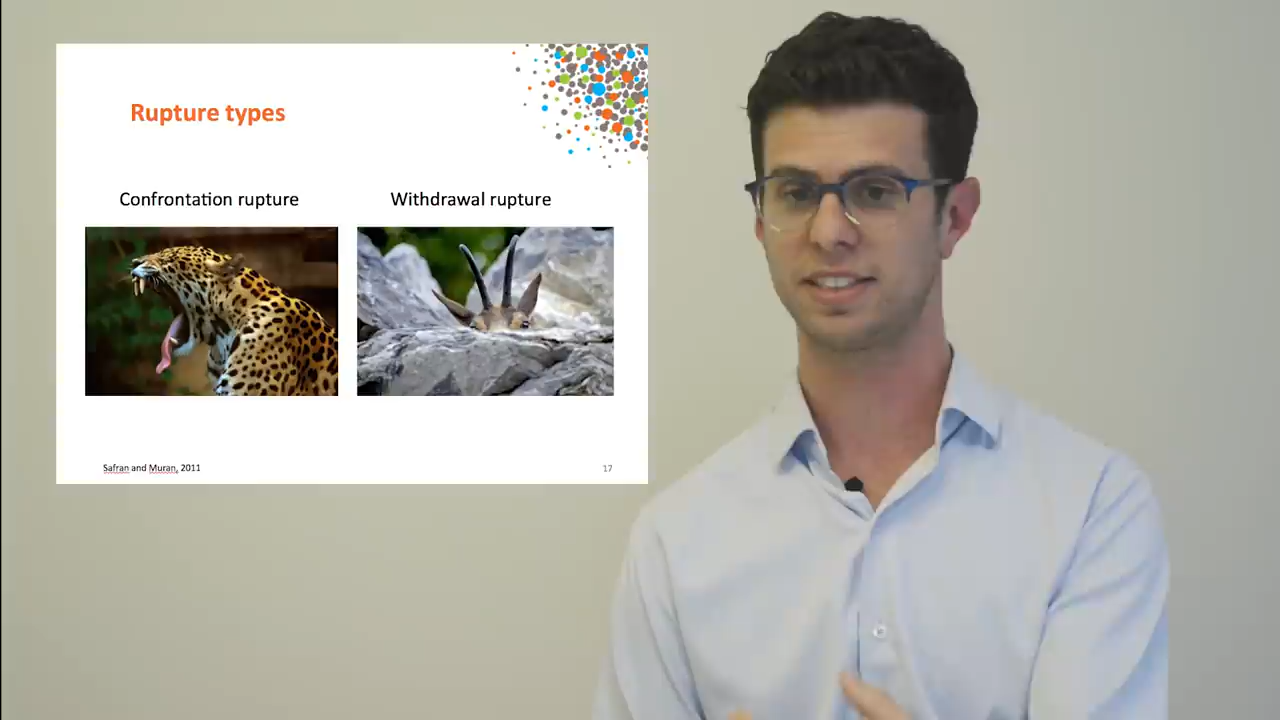 Rupture types
Confrontation rupture
Withdrawal rupture
Safran and Muran, 2011
17